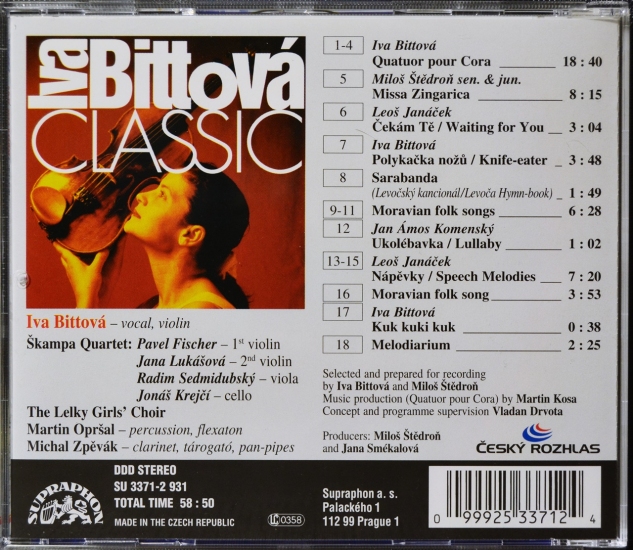 Iva Bittová
CLASSIC
Iva Bittová – vocal, violin
Škampa Quartet: Pavel Fischer – 1st violin
Jana Lukášová – 2nd violin
Radim Sedmidubský – viola
Jonáš Krejčí – cello
The Lelky Girls' Choir
Martin Opršal – percussion, flexaton
Michal Zpěvák – clarinet, tárogató, pan-pipes
1-4 Iva Bittová
Quatuor pour Cora 18 : 40
5 Miloš Štědroň sen. & jun.
Missa Zingarica 8 : 15
6 Leoš Janáček
Čekám Tě / Waiting for You 3 : 04
7 Iva Bittová
Polykačka nožů / Knife-eater 3 : 48
8 Sarabanda
(Levočský kancionál/Levoča Hymn-book) 1 : 49
9-11 Moravian folk songs 6 : 28
12 Jan Ámos Komenský
Ukolébavka / Lullaby 1 : 02
13-15 Leoš Janáček
Nápěvky / Speech Melodies 7 : 20
16 Moravian folk song 3 : 53
17 Iva Bittová
Kuk kuki kuk 0 : 38
18 Melodiarium 2 : 25
Selected and prepared for recording
by Iva Bittová and Miloš Štědroň
Music production (Quatuor pour Cora) by Martin Kosa
Concept and programme supervision Vladan Drvota
Producers: Miloš Štědroň
and Jana Smékalová
ČESKÝ ROZHLAS
SUPRAPHON
DDD STEREO
SU 3371-2 931
TOTAL TIME 58 : 50
MADE IN THE CZECH REPUBLIC
LC 0358
Supraphon a. s.
Palackého 1
112 99 Prague 1
0 99925 33712 4